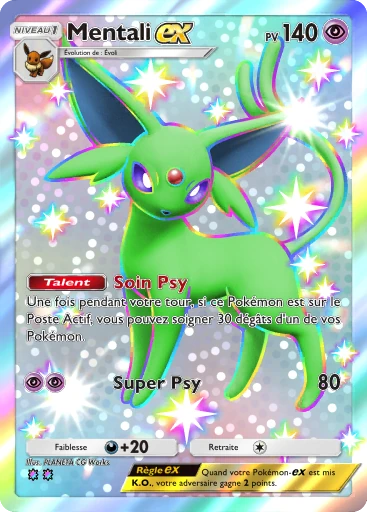 NIVEAU 1
Mentali ex
PV 140
Évolution de : Évoli
Talent Soin Psy
Une fois pendant votre tour, si ce Pokémon est sur le
Poste Actif, vous pouvez soigner 30 dégâts d'un de vos
Pokémon.
Super Psy 80
Faiblesse +20 Retraite
Illus. PLANETA CG Works
Règle ex Quand votre Pokémon-ex est mis
K.O., votre adversaire gagne 2 points.